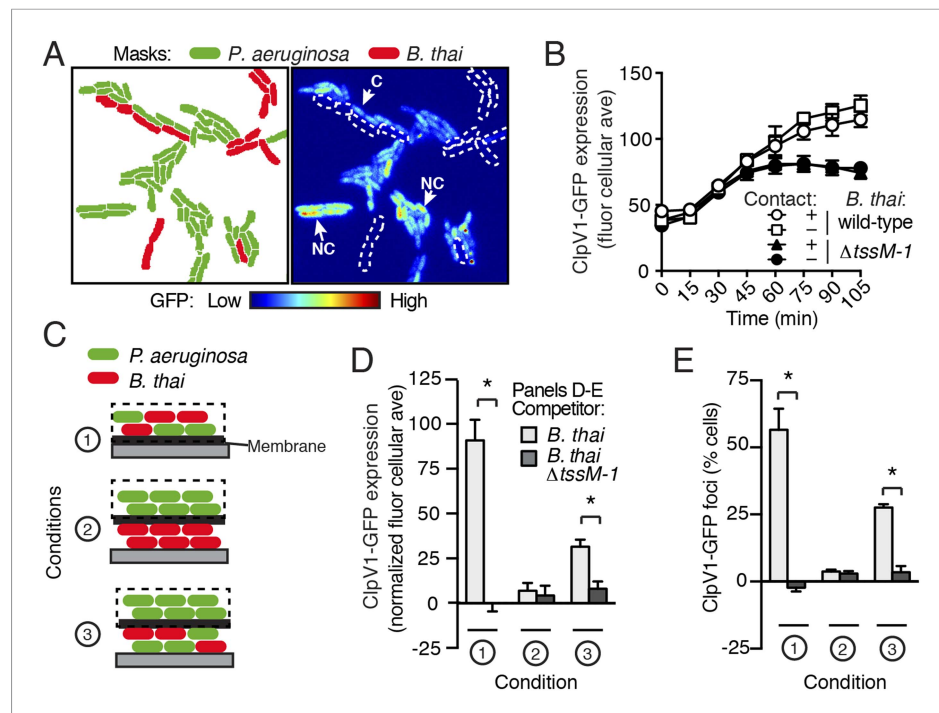 A
Masks: P. aeruginosa B. thai
C
NC
NC
GFP: Low High
B
ClpV1-GFP expression
(fluor cellular ave)
150
100
50
0
0 15 30 45 60 75 90 105
Time (min)
Contact: B. thai:
+
− wild-type
+
− ΔtssM-1
C
P. aeruginosa
B. thai
Conditions
1
Membrane
2
3
D
ClpV1-GFP expression
(normalized fluor cellular ave)
125
100
75
50
25
0
-25
*
*
Panels D-E
Competitor:
B. thai
B. thai
ΔtssM-1
1 2 3
Condition
E
ClpV1-GFP foci (% cells)
75
50
25
0
-25
*
*
1 2 3
Condition